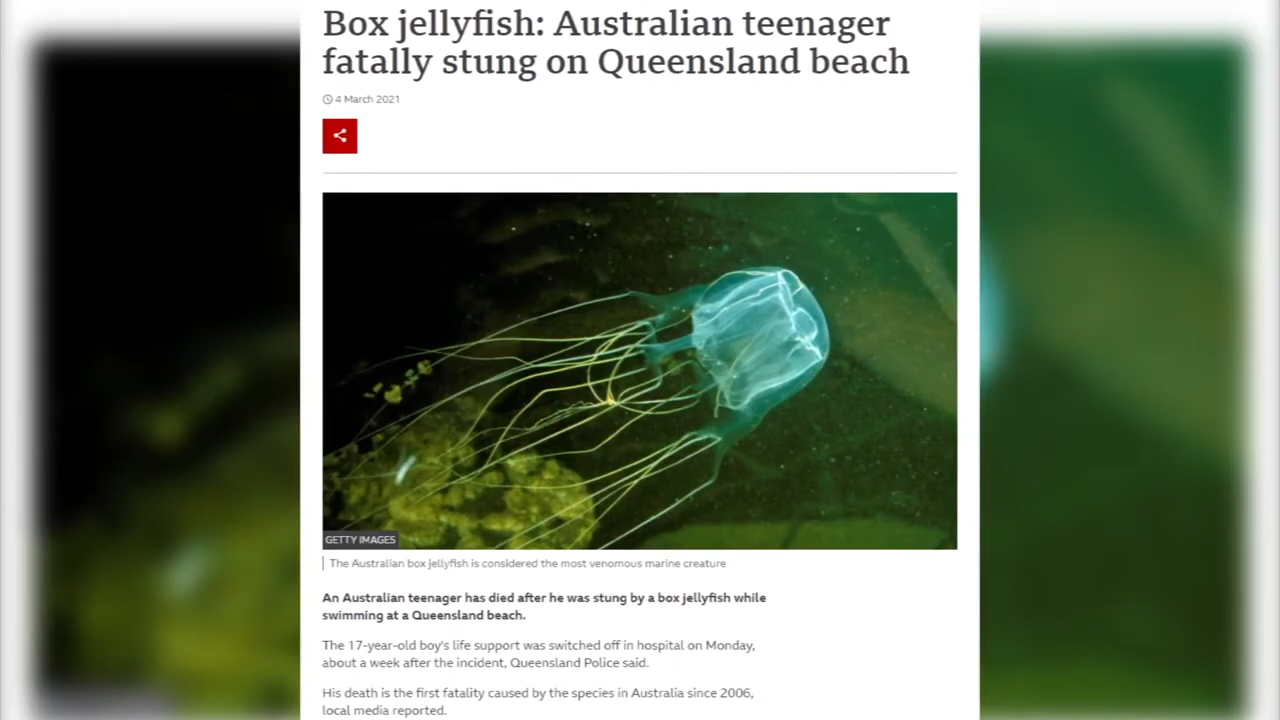 Box jellyfish: Australian teenager
fatally stung on Queensland beach
4 March 2021
GETTY IMAGES
The Australian box jellyfish is considered the most venomous marine creature
An Australian teenager has died after he was stung by a box jellyfish while
swimming at a Queensland beach.
The 17-year-old boy's life support was switched off in hospital on Monday,
about a week after the incident, Queensland Police said.
His death is the first fatality caused by the species in Australia since 2006,
local media reported.